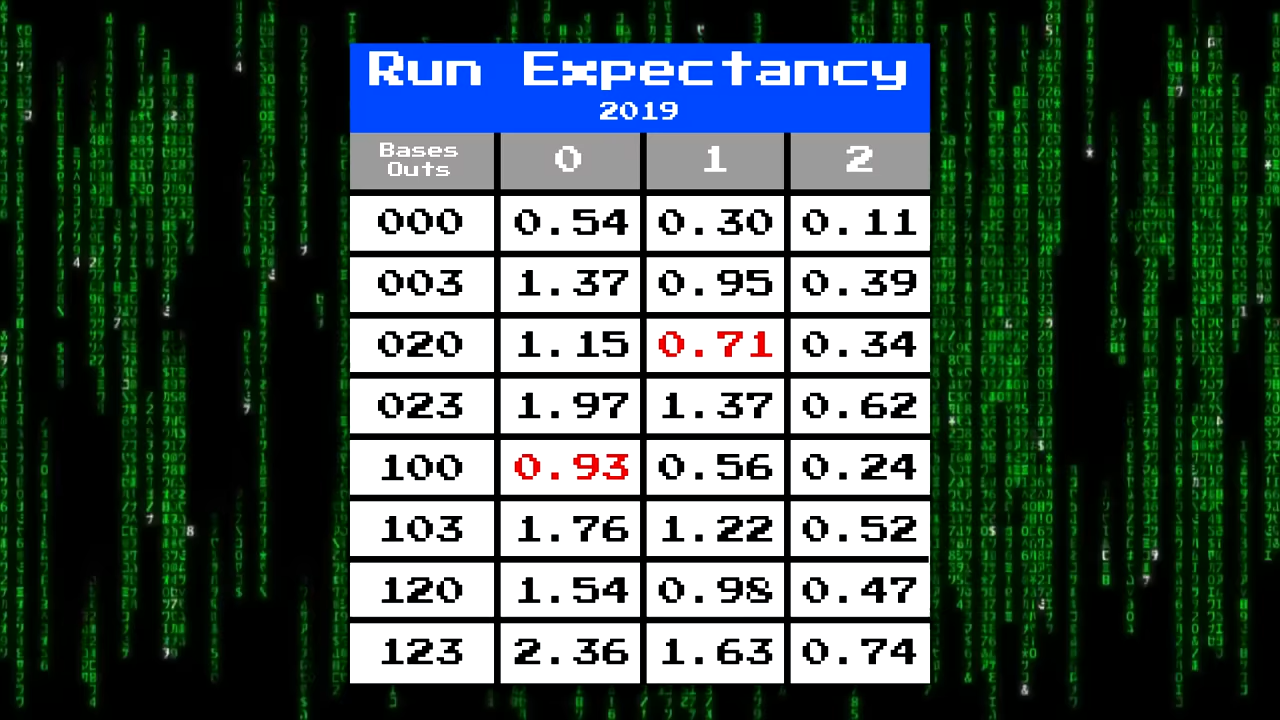 Run Expectancy
2019
Bases
Outs
0 1 2
000 0.54 0.30 0.11
003 1.37 0.95 0.39
020 1.15 0.71 0.34
023 1.97 1.37 0.62
100 0.93 0.56 0.24
103 1.76 1.22 0.52
120 1.54 0.98 0.47
123 2.36 1.63 0.74